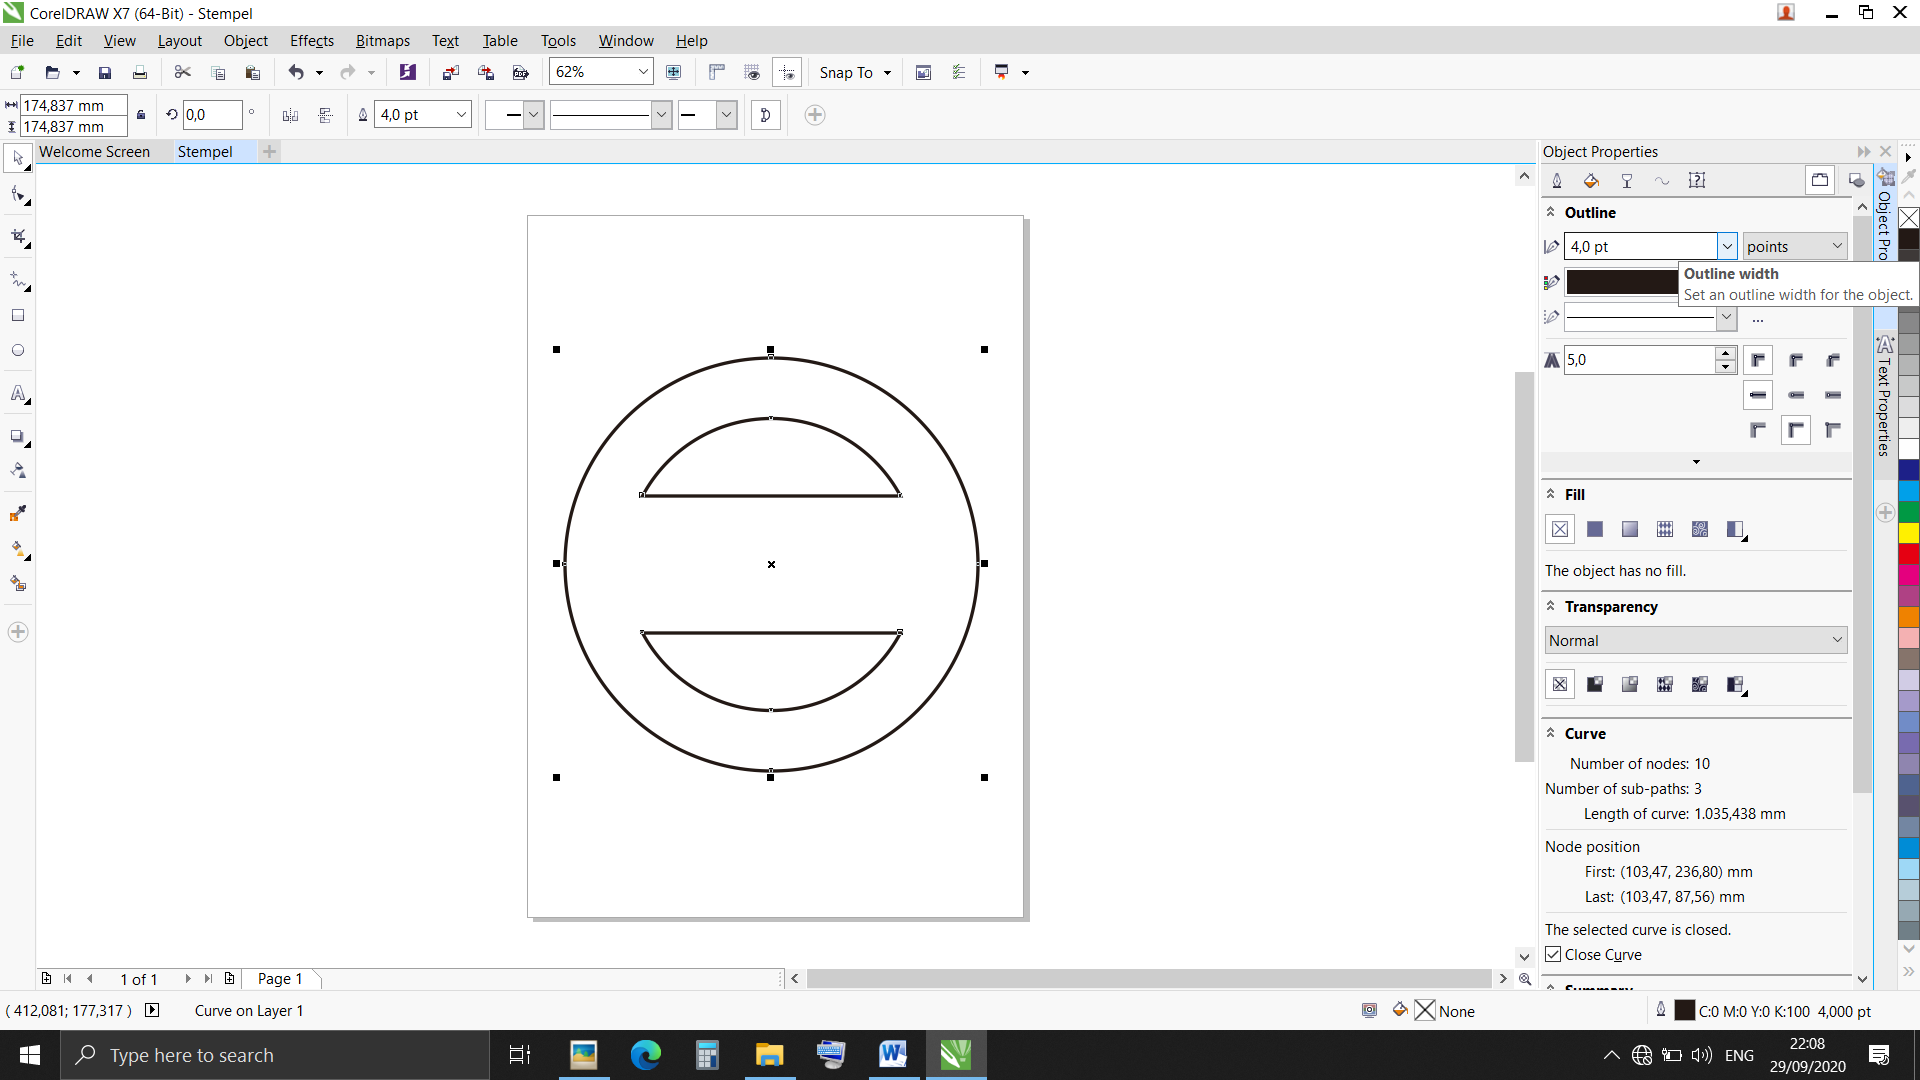 CorelDRAW X7 (64-Bit) - Stempel
File Edit View Layout Object Effects Bitmaps Text Table Tools Window Help
62% Snap To
174,837 mm
174,837 mm
0,0 °
4,0 pt
Welcome Screen Stempel
Object Properties
Outline
4,0 pt points
Outline width
Set an outline width for the object.
5,0
Fill
The object has no fill.
Transparency
Normal
Curve
Number of nodes: 10
Number of sub-paths: 3
Length of curve: 1.035,438 mm
Node position
First: (103,47, 236,80) mm
Last: (103,47, 87,56) mm
The selected curve is closed.
Close Curve
Object Pro
Text Properties
1 of 1 Page 1
( 412,081; 177,317 ) Curve on Layer 1 None C:0 M:0 Y:0 K:100 4,000 pt
Type here to search
ENG
22:08
29/09/2020